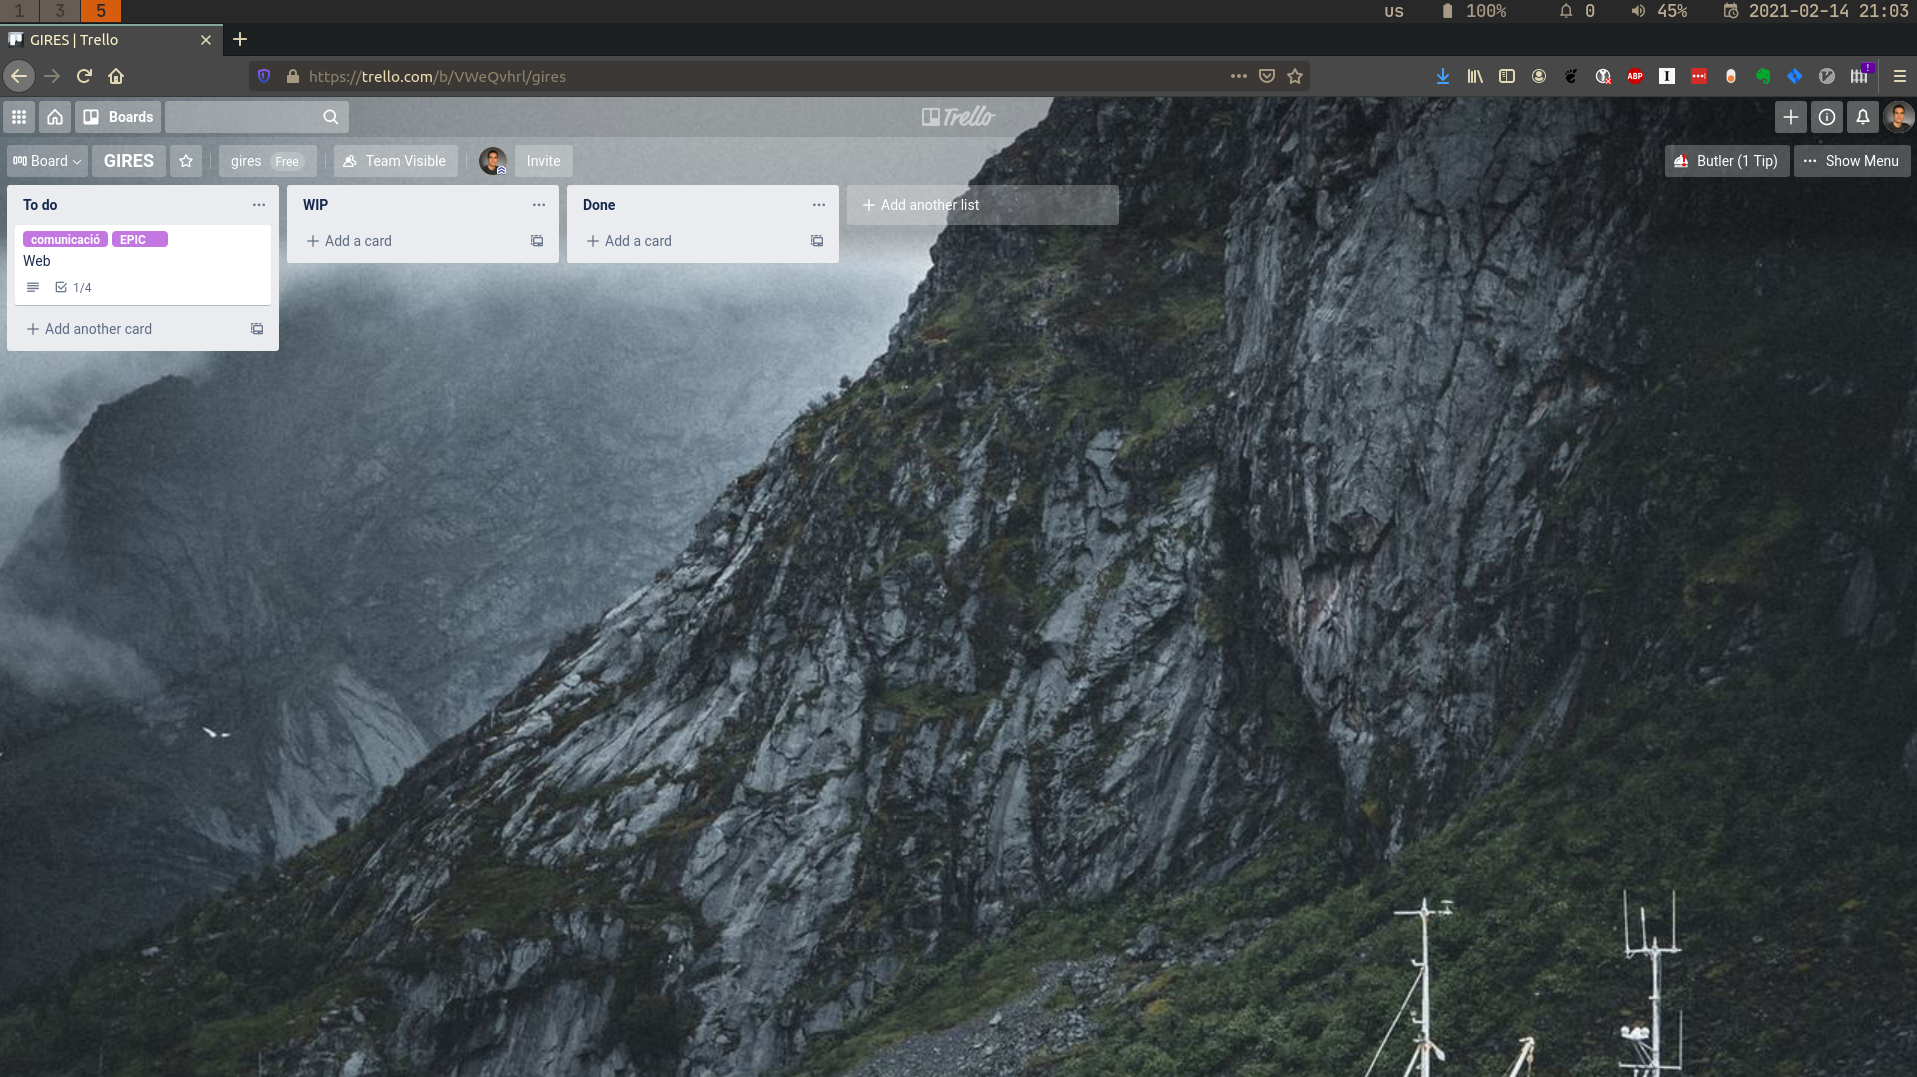 1 3 5 US 100% 0 45% 2021-02-14 21:03
GIRES | Trello
https://trello.com/b/VWeQvhrl/gires
ABP
Boards Trello
Board GIRES gires Free Team Visible Invite Butler (1 Tip) Show Menu
To do WIP Done Add another list
comunicació EPIC Add a card Add a card
Web
1/4
Add another card